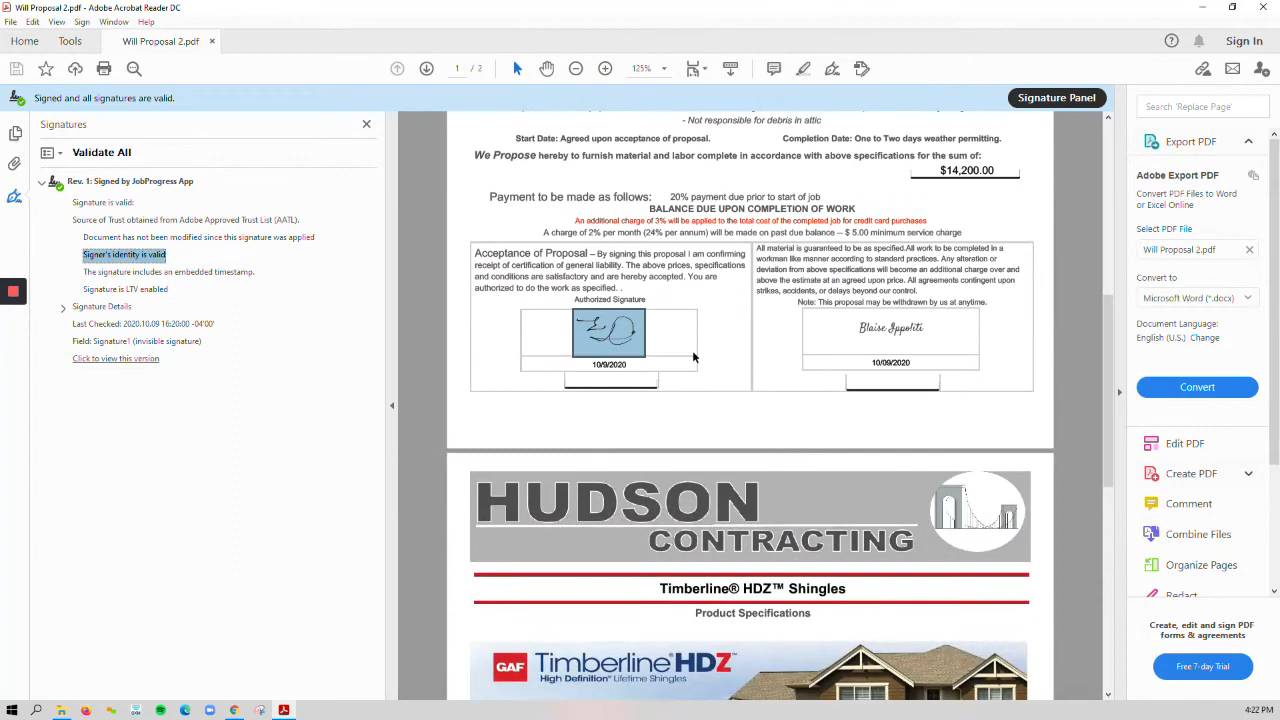 Will Proposal 2.pdf - Adobe Acrobat Reader DC
File Edit View Sign Window Help
Home Tools Will Proposal 2.pdf × Sign In
1 / 2 125%
Signed and all signatures are valid. Signature Panel
Signatures
Validate All
Rev. 1: Signed by JobProgress App
Signature is valid:
Source of Trust obtained from Adobe Approved Trust List (AATL).
Document has not been modified since this signature was applied
Signer's identity is valid
The signature includes an embedded timestamp.
Signature is LTV enabled
Signature Details
Last Checked: 2020.10.09 16:20:00 -04'00'
Field: Signature1 (invisible signature)
Click to view this version
- Not responsible for debris in attic
Start Date: Agreed upon acceptance of proposal. Completion Date: One to Two days weather permitting.
We Propose hereby to furnish material and labor complete in accordance with above specifications for the sum of:
$14,200.00
Payment to be made as follows: 20% payment due prior to start of job
BALANCE DUE UPON COMPLETION OF WORK
An additional charge of 3% will be applied to the total cost of the completed job for credit card purchases
A charge of 2% per month (24% per annum) will be made on past due balance -- $ 5.00 minimum service charge
Acceptance of Proposal – By signing this proposal I am confirming
receipt of certification of general liability. The above prices, specifications
and conditions are satisfactory and are hereby accepted. You are
authorized to do the work as specified. .
Authorized Signature
10/9/2020
All material is guaranteed to be as specified.All work to be completed in a
workman like manner according to standard practices. Any alteration or
deviation from above specifications will become an additional charge over and
above the estimate at an agreed upon price. All agreements contingent upon
strikes, accidents, or delays beyond our control.
Note: This proposal may be withdrawn by us at anytime.
Blaise Ippoliti
10/09/2020
HUDSON
CONTRACTING
Timberline® HDZ™ Shingles
Product Specifications
GAF Timberline HDZ™
High Definition® Lifetime Shingles
Search 'Replace Page'
Export PDF
Adobe Export PDF
Convert PDF Files to Word
or Excel Online
Select PDF File
Will Proposal 2.pdf ×
Convert to
Microsoft Word (*.docx)
Document Language:
English (U.S.) Change
Convert
Edit PDF
Create PDF
Comment
Combine Files
Organize Pages
Redact
Create, edit and sign PDF
forms & agreements
Free 7-day Trial
4:22 PM